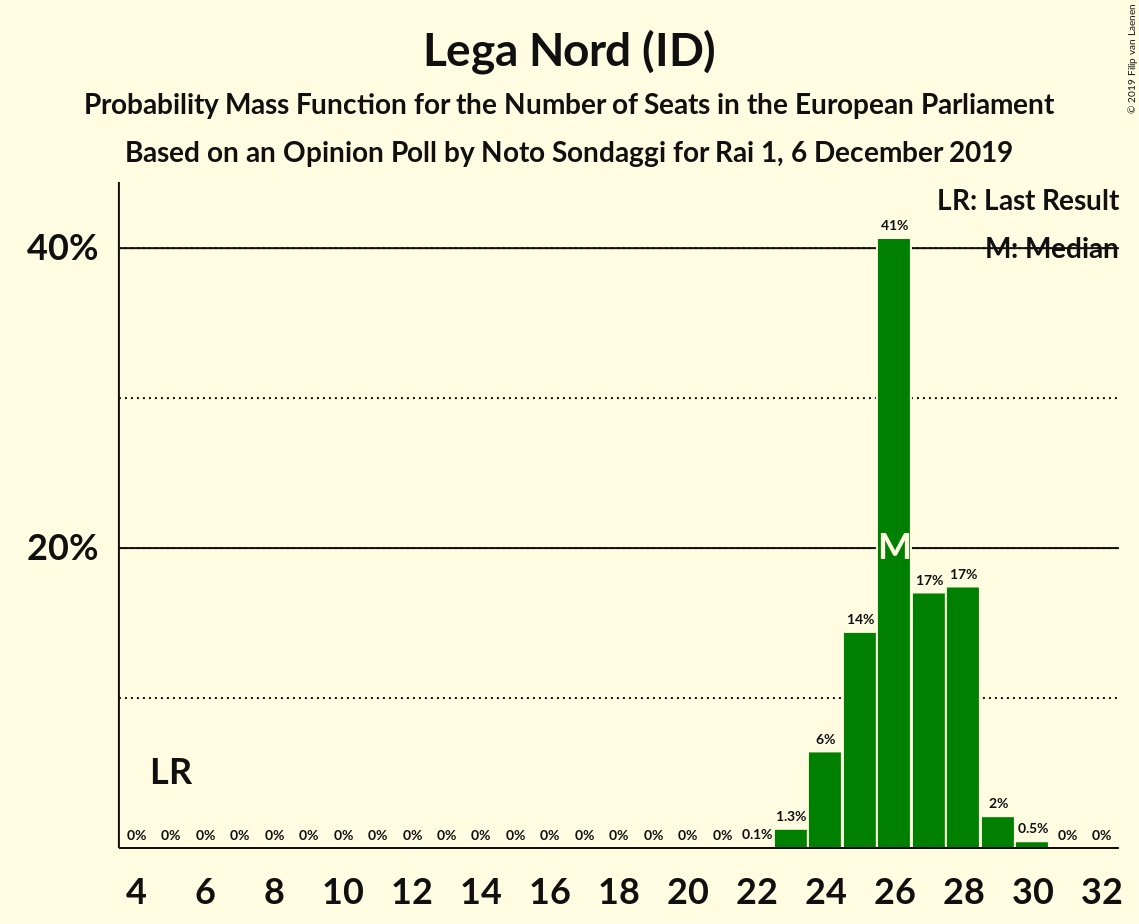 Lega Nord (ID)
Probability Mass Function for the Number of Seats in the European Parliament
Based on an Opinion Poll by Noto Sondaggi for Rai 1, 6 December 2019
© 2019 Filip van Laenen
LR: Last Result
M: Median
40%
20%
41%
M
17%
17%
14%
6%
LR
0% 0% 0% 0% 0% 0% 0% 0% 0% 0% 0% 0% 0% 0% 0% 0% 0% 0% 0.1% 1.3% 2% 0.5% 0% 0%
4 6 8 10 12 14 16 18 20 22 24 26 28 30 32